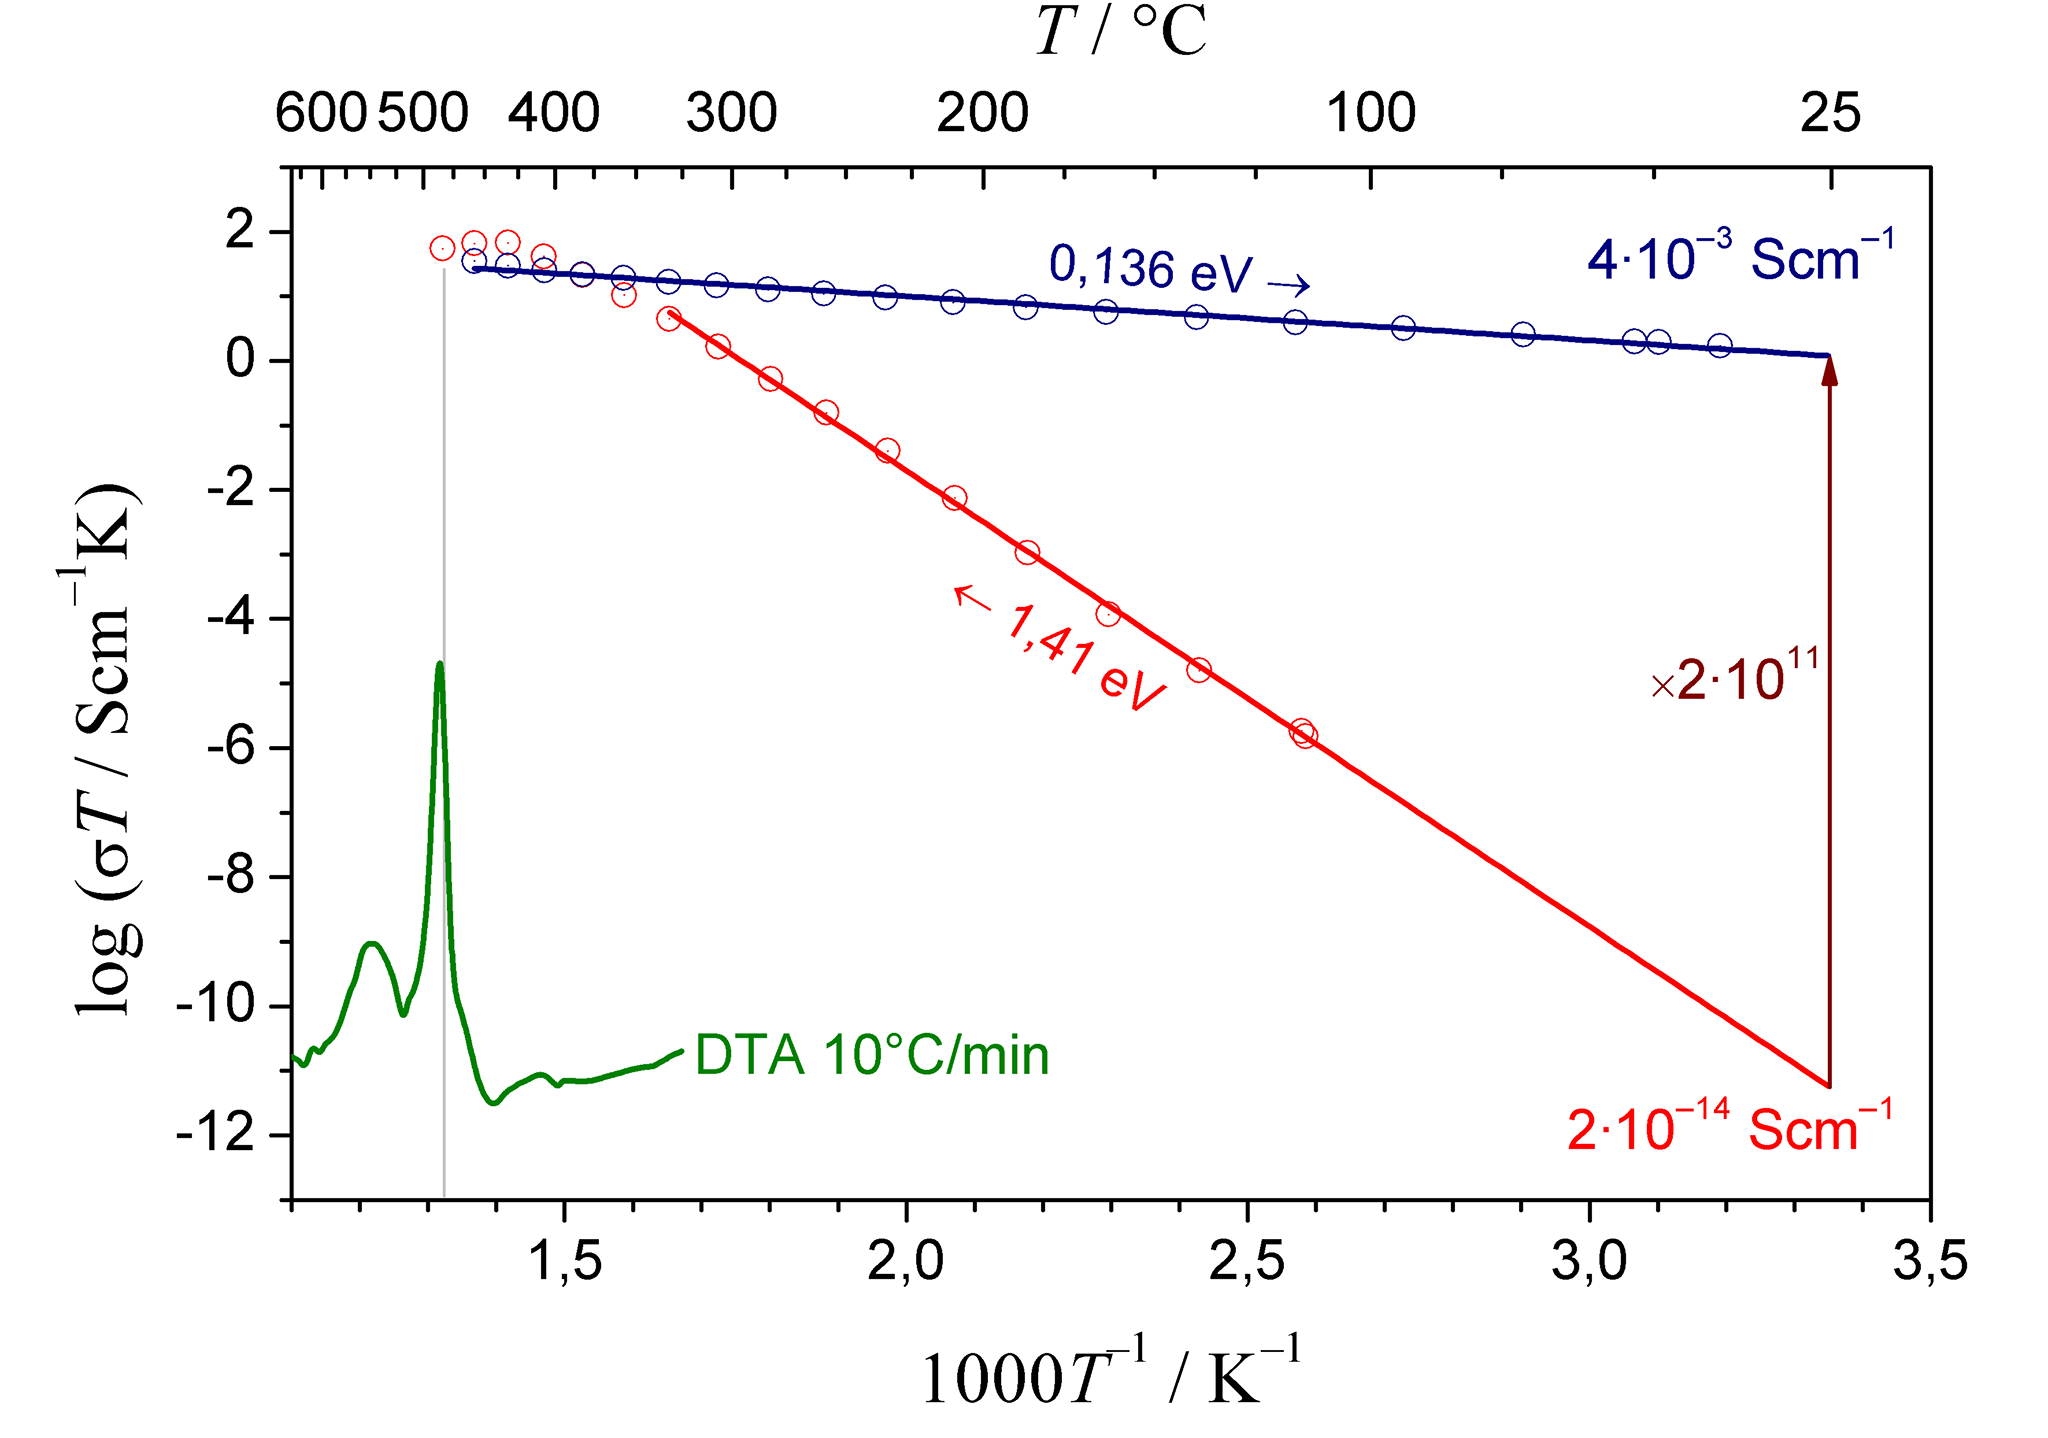 T / °C
600 500 400 300 200 100 25
log (σT / Scm⁻¹K)
2
0
-2
-4
-6
-8
-10
-12
0,136 eV →
4·10⁻³ Scm⁻¹
← 1,41 eV
×2·10¹¹
DTA 10°C/min
2·10⁻¹⁴ Scm⁻¹
1,5 2,0 2,5 3,0 3,5
1000T⁻¹ / K⁻¹